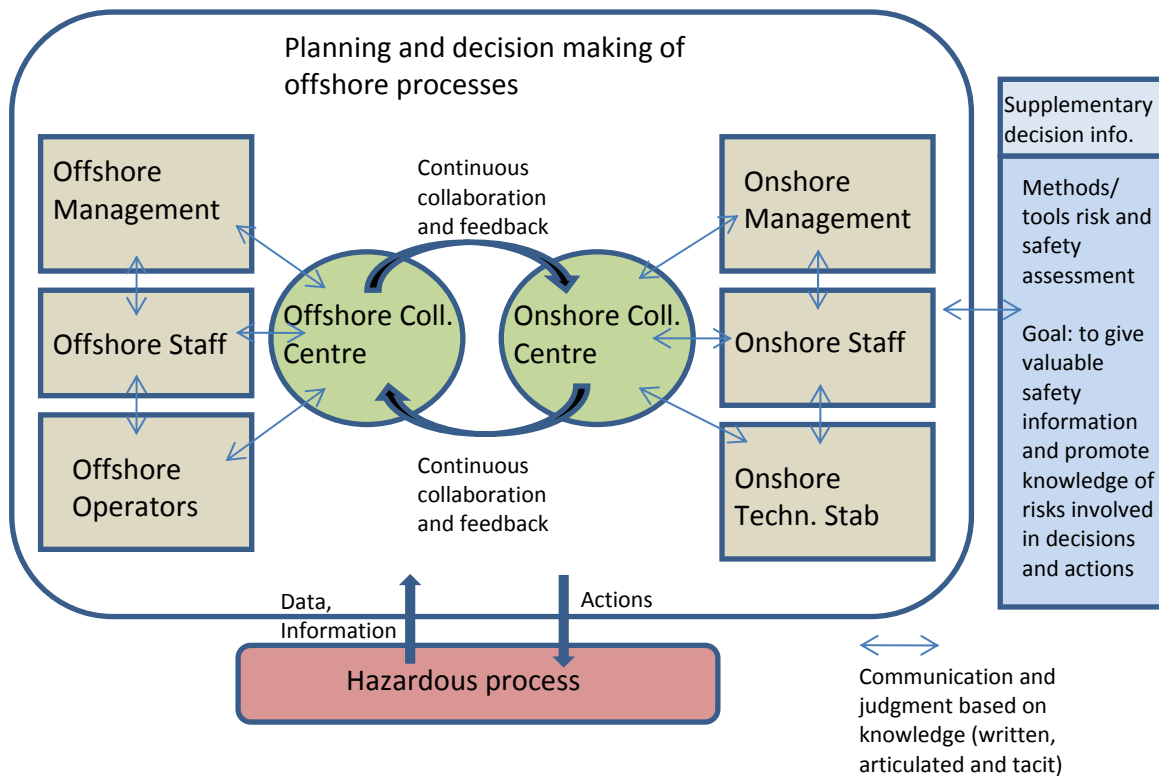 Planning and decision making of
offshore processes
Offshore
Management
Offshore Staff
Offshore
Operators
Continuous
collaboration
and feedback
Offshore Coll.
Centre
Onshore Coll.
Centre
Continuous
collaboration
and feedback
Onshore
Management
Onshore Staff
Onshore
Techn. Stab
Supplementary
decision info.
Methods/
tools risk and
safety
assessment
Goal: to give
valuable
safety
information
and promote
knowledge of
risks involved
in decisions
and actions
Data,
Information
Actions
Hazardous process
Communication and
judgment based on
knowledge (written,
articulated and tacit)